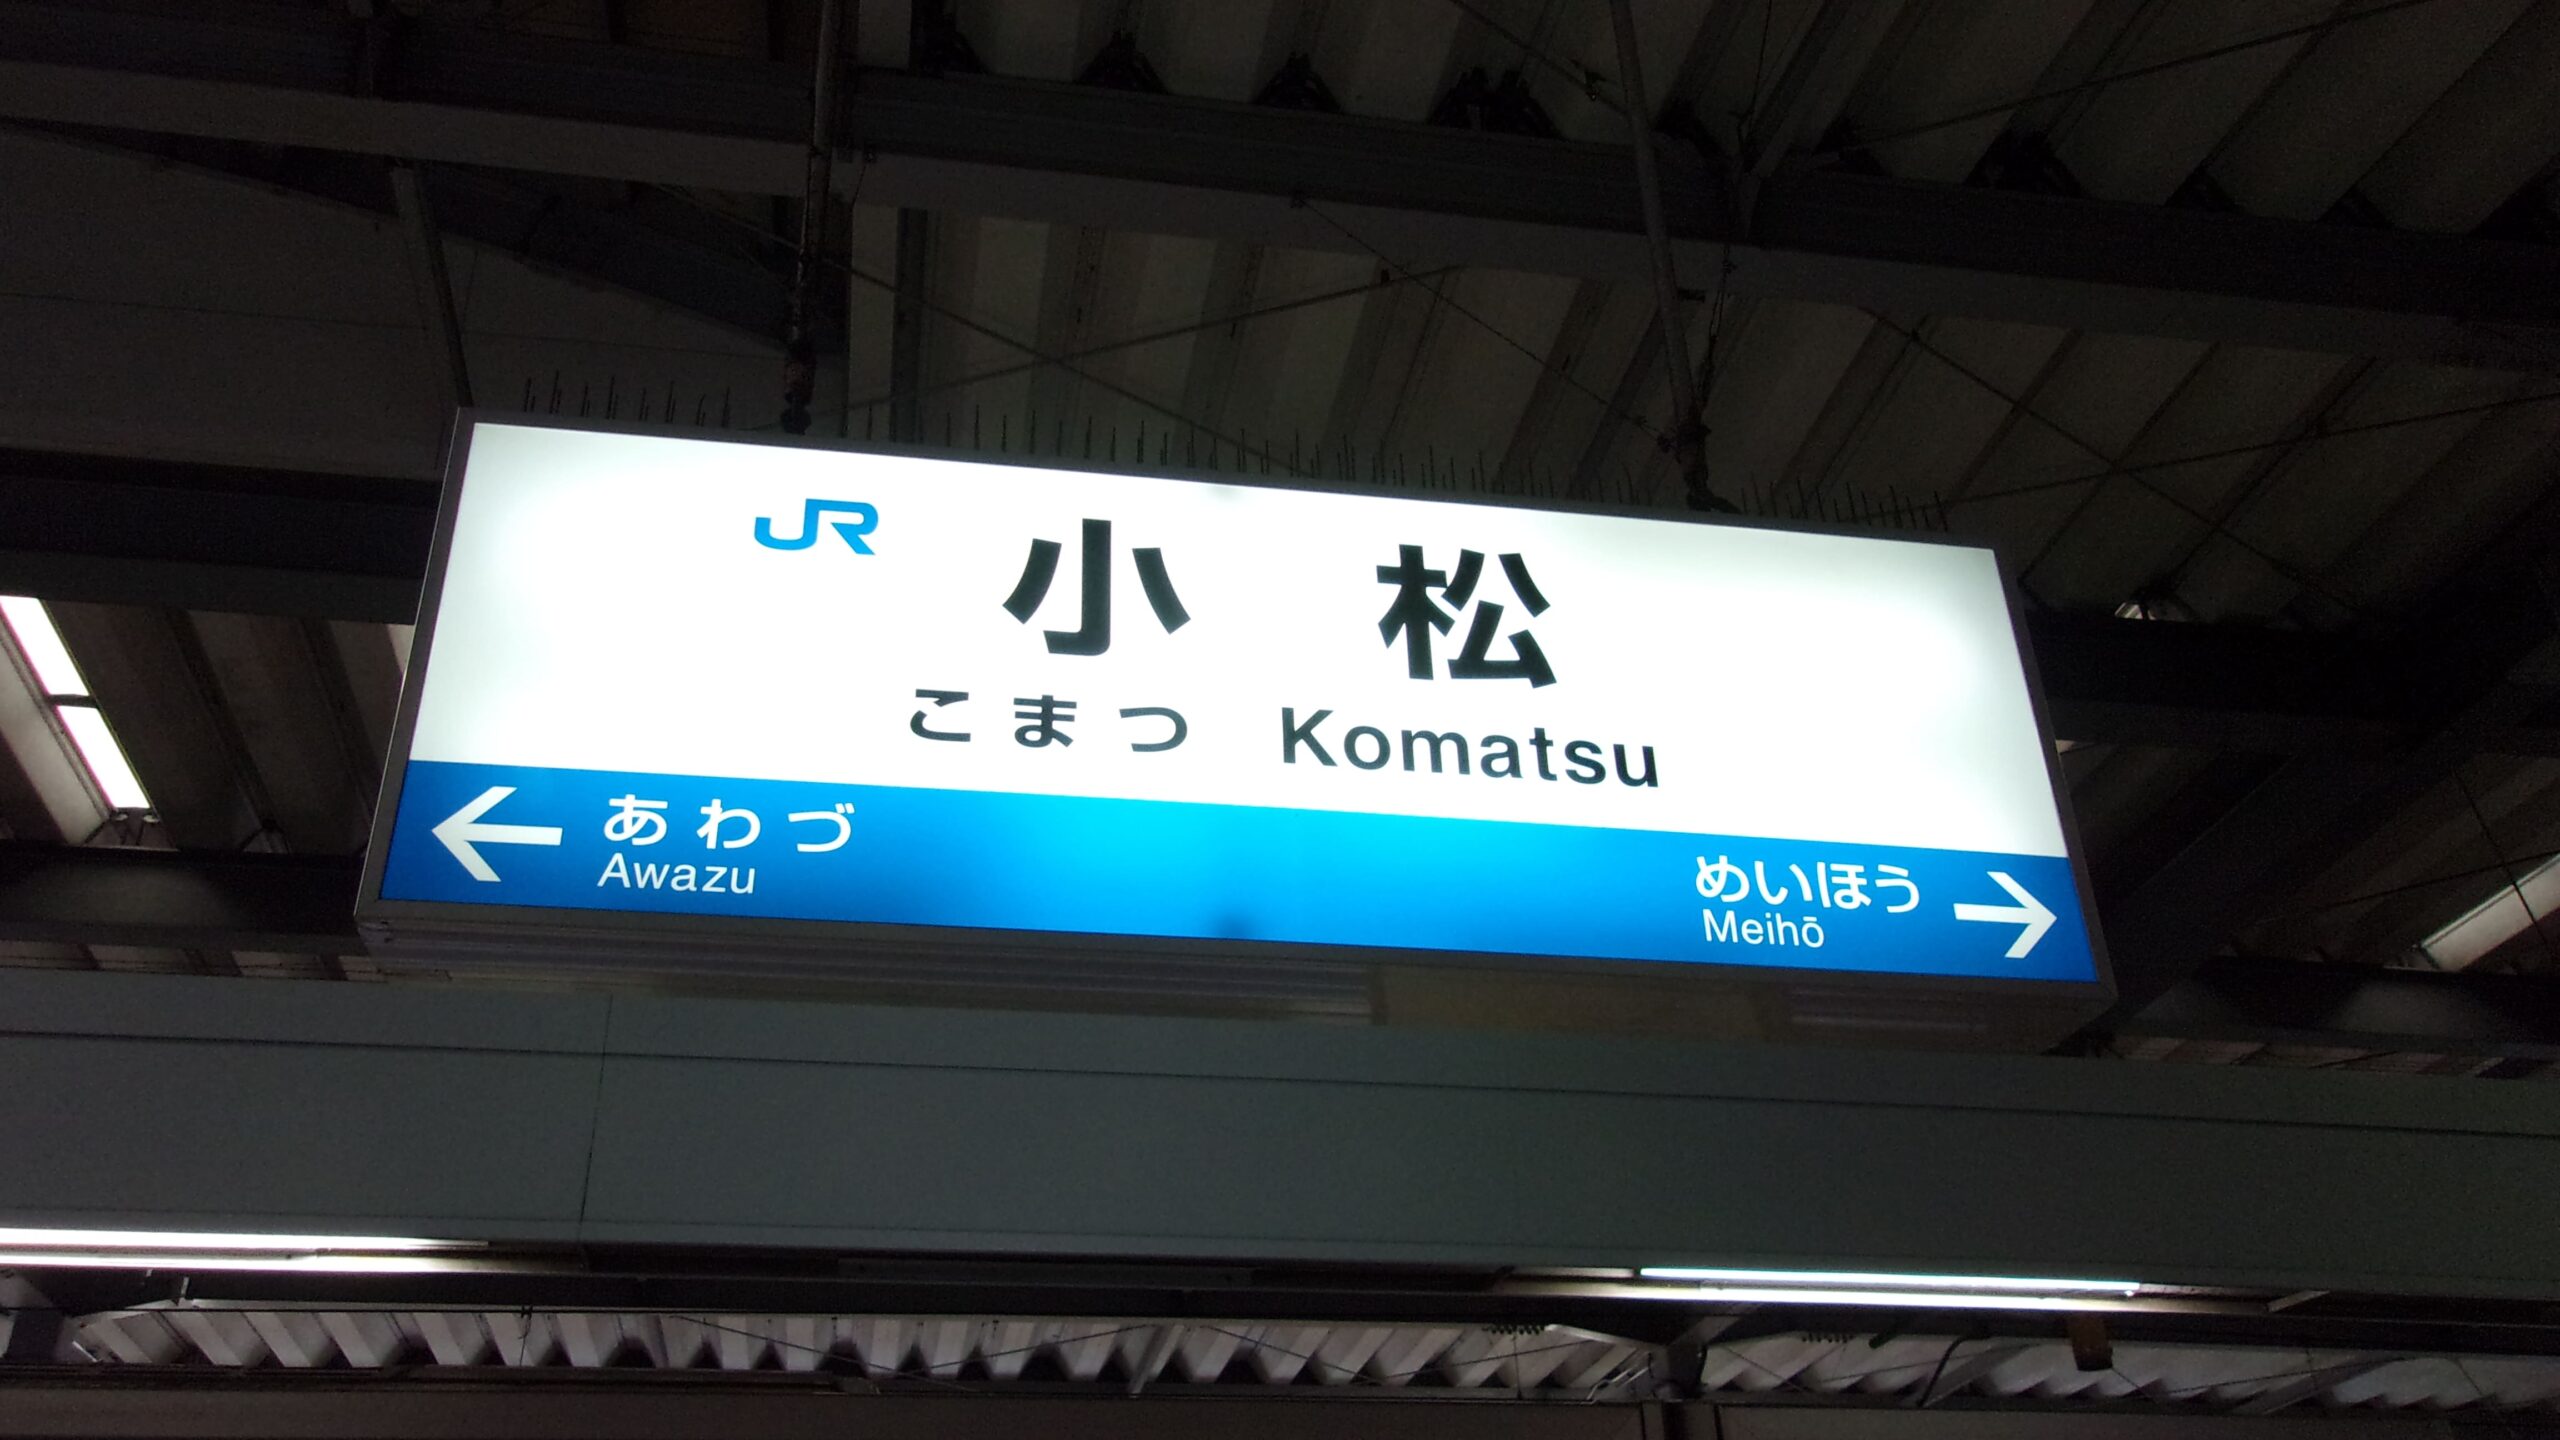 JR 小松
こまつ Komatsu
← あわづ
Awazu
めいほう →
Meihō